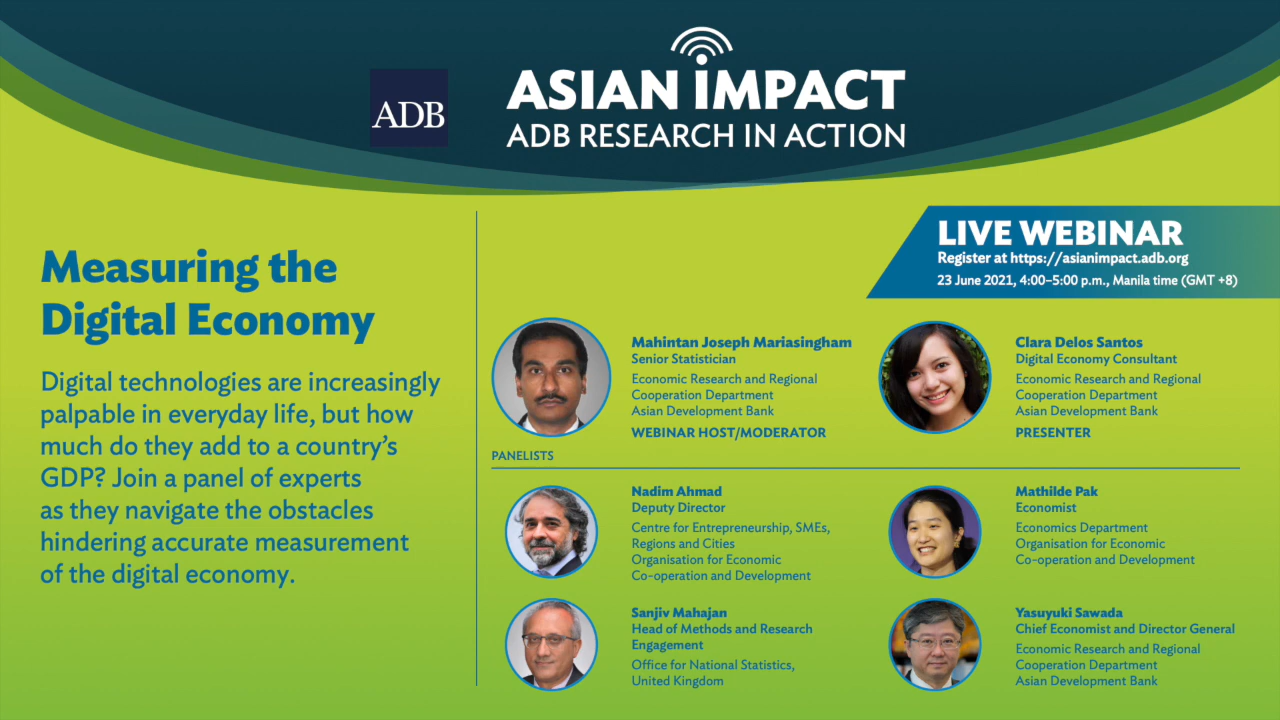 ADB
ASIAN IMPACT
ADB RESEARCH IN ACTION
Measuring the
Digital Economy
Digital technologies are increasingly
palpable in everyday life, but how
much do they add to a country’s
GDP? Join a panel of experts
as they navigate the obstacles
hindering accurate measurement
of the digital economy.
LIVE WEBINAR
Register at https://asianimpact.adb.org
23 June 2021, 4:00–5:00 p.m., Manila time (GMT +8)
Mahintan Joseph Mariasingham
Senior Statistician
Economic Research and Regional
Cooperation Department
Asian Development Bank
WEBINAR HOST/MODERATOR
Clara Delos Santos
Digital Economy Consultant
Economic Research and Regional
Cooperation Department
Asian Development Bank
PRESENTER
PANELISTS
Nadim Ahmad
Deputy Director
Centre for Entrepreneurship, SMEs,
Regions and Cities
Organisation for Economic
Co-operation and Development
Mathilde Pak
Economist
Economics Department
Organisation for Economic
Co-operation and Development
Sanjiv Mahajan
Head of Methods and Research
Engagement
Office for National Statistics,
United Kingdom
Yasuyuki Sawada
Chief Economist and Director General
Economic Research and Regional
Cooperation Department
Asian Development Bank